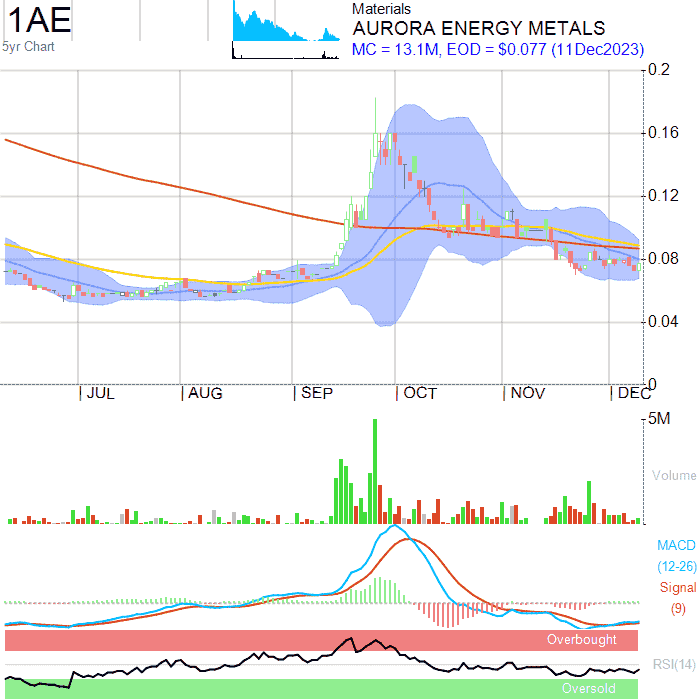 1AE
5yr Chart
Materials
AURORA ENERGY METALS
MC = 13.1M, EOD = $0.077 (11Dec2023)
0.2
0.16
0.12
0.08
0.04
0
JUL AUG SEP OCT NOV DEC
5M
Volume
MACD
(12-26)
Signal
(9)
Overbought
RSI(14)
Oversold